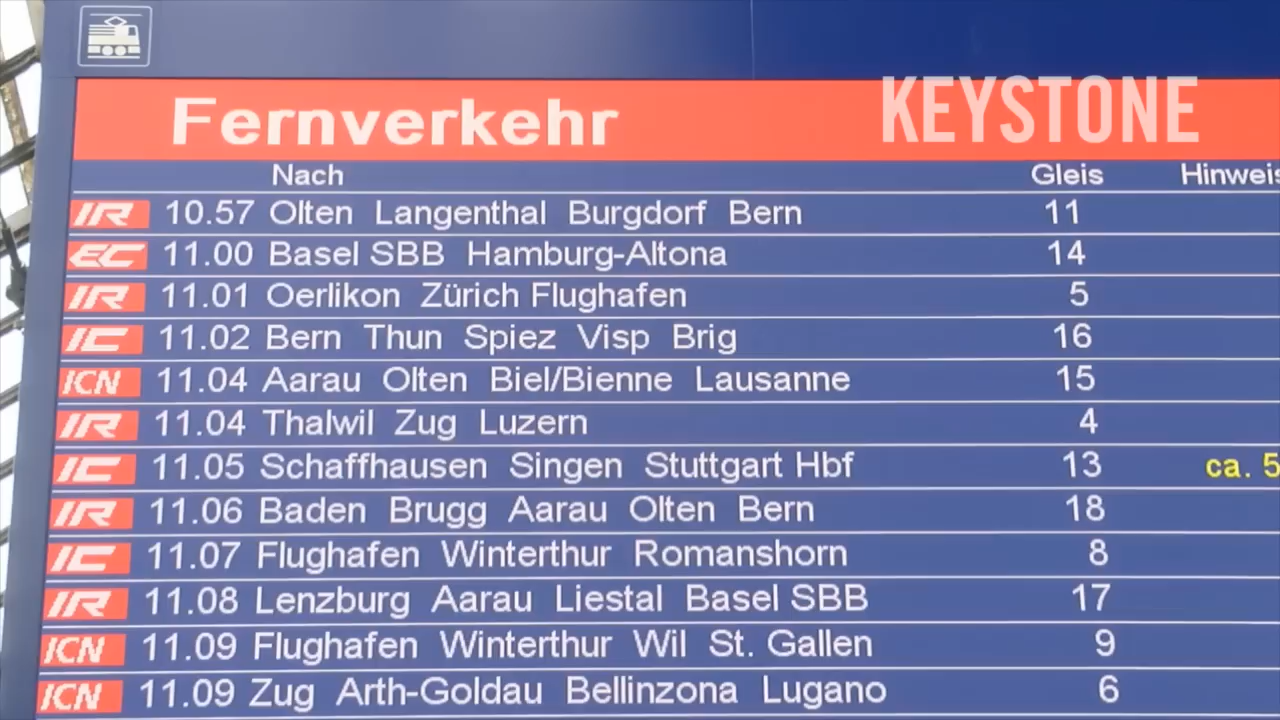 KEYSTONE
Fernverkehr
Nach Gleis Hinweis
IR 10.57 Olten Langenthal Burgdorf Bern 11
EC 11.00 Basel SBB Hamburg-Altona 14
IR 11.01 Oerlikon Zürich Flughafen 5
IC 11.02 Bern Thun Spiez Visp Brig 16
ICN 11.04 Aarau Olten Biel/Bienne Lausanne 15
IR 11.04 Thalwil Zug Luzern 4
IC 11.05 Schaffhausen Singen Stuttgart Hbf 13 ca. 5
IR 11.06 Baden Brugg Aarau Olten Bern 18
IC 11.07 Flughafen Winterthur Romanshorn 8
IR 11.08 Lenzburg Aarau Liestal Basel SBB 17
ICN 11.09 Flughafen Winterthur Wil St. Gallen 9
ICN 11.09 Zug Arth-Goldau Bellinzona Lugano 6